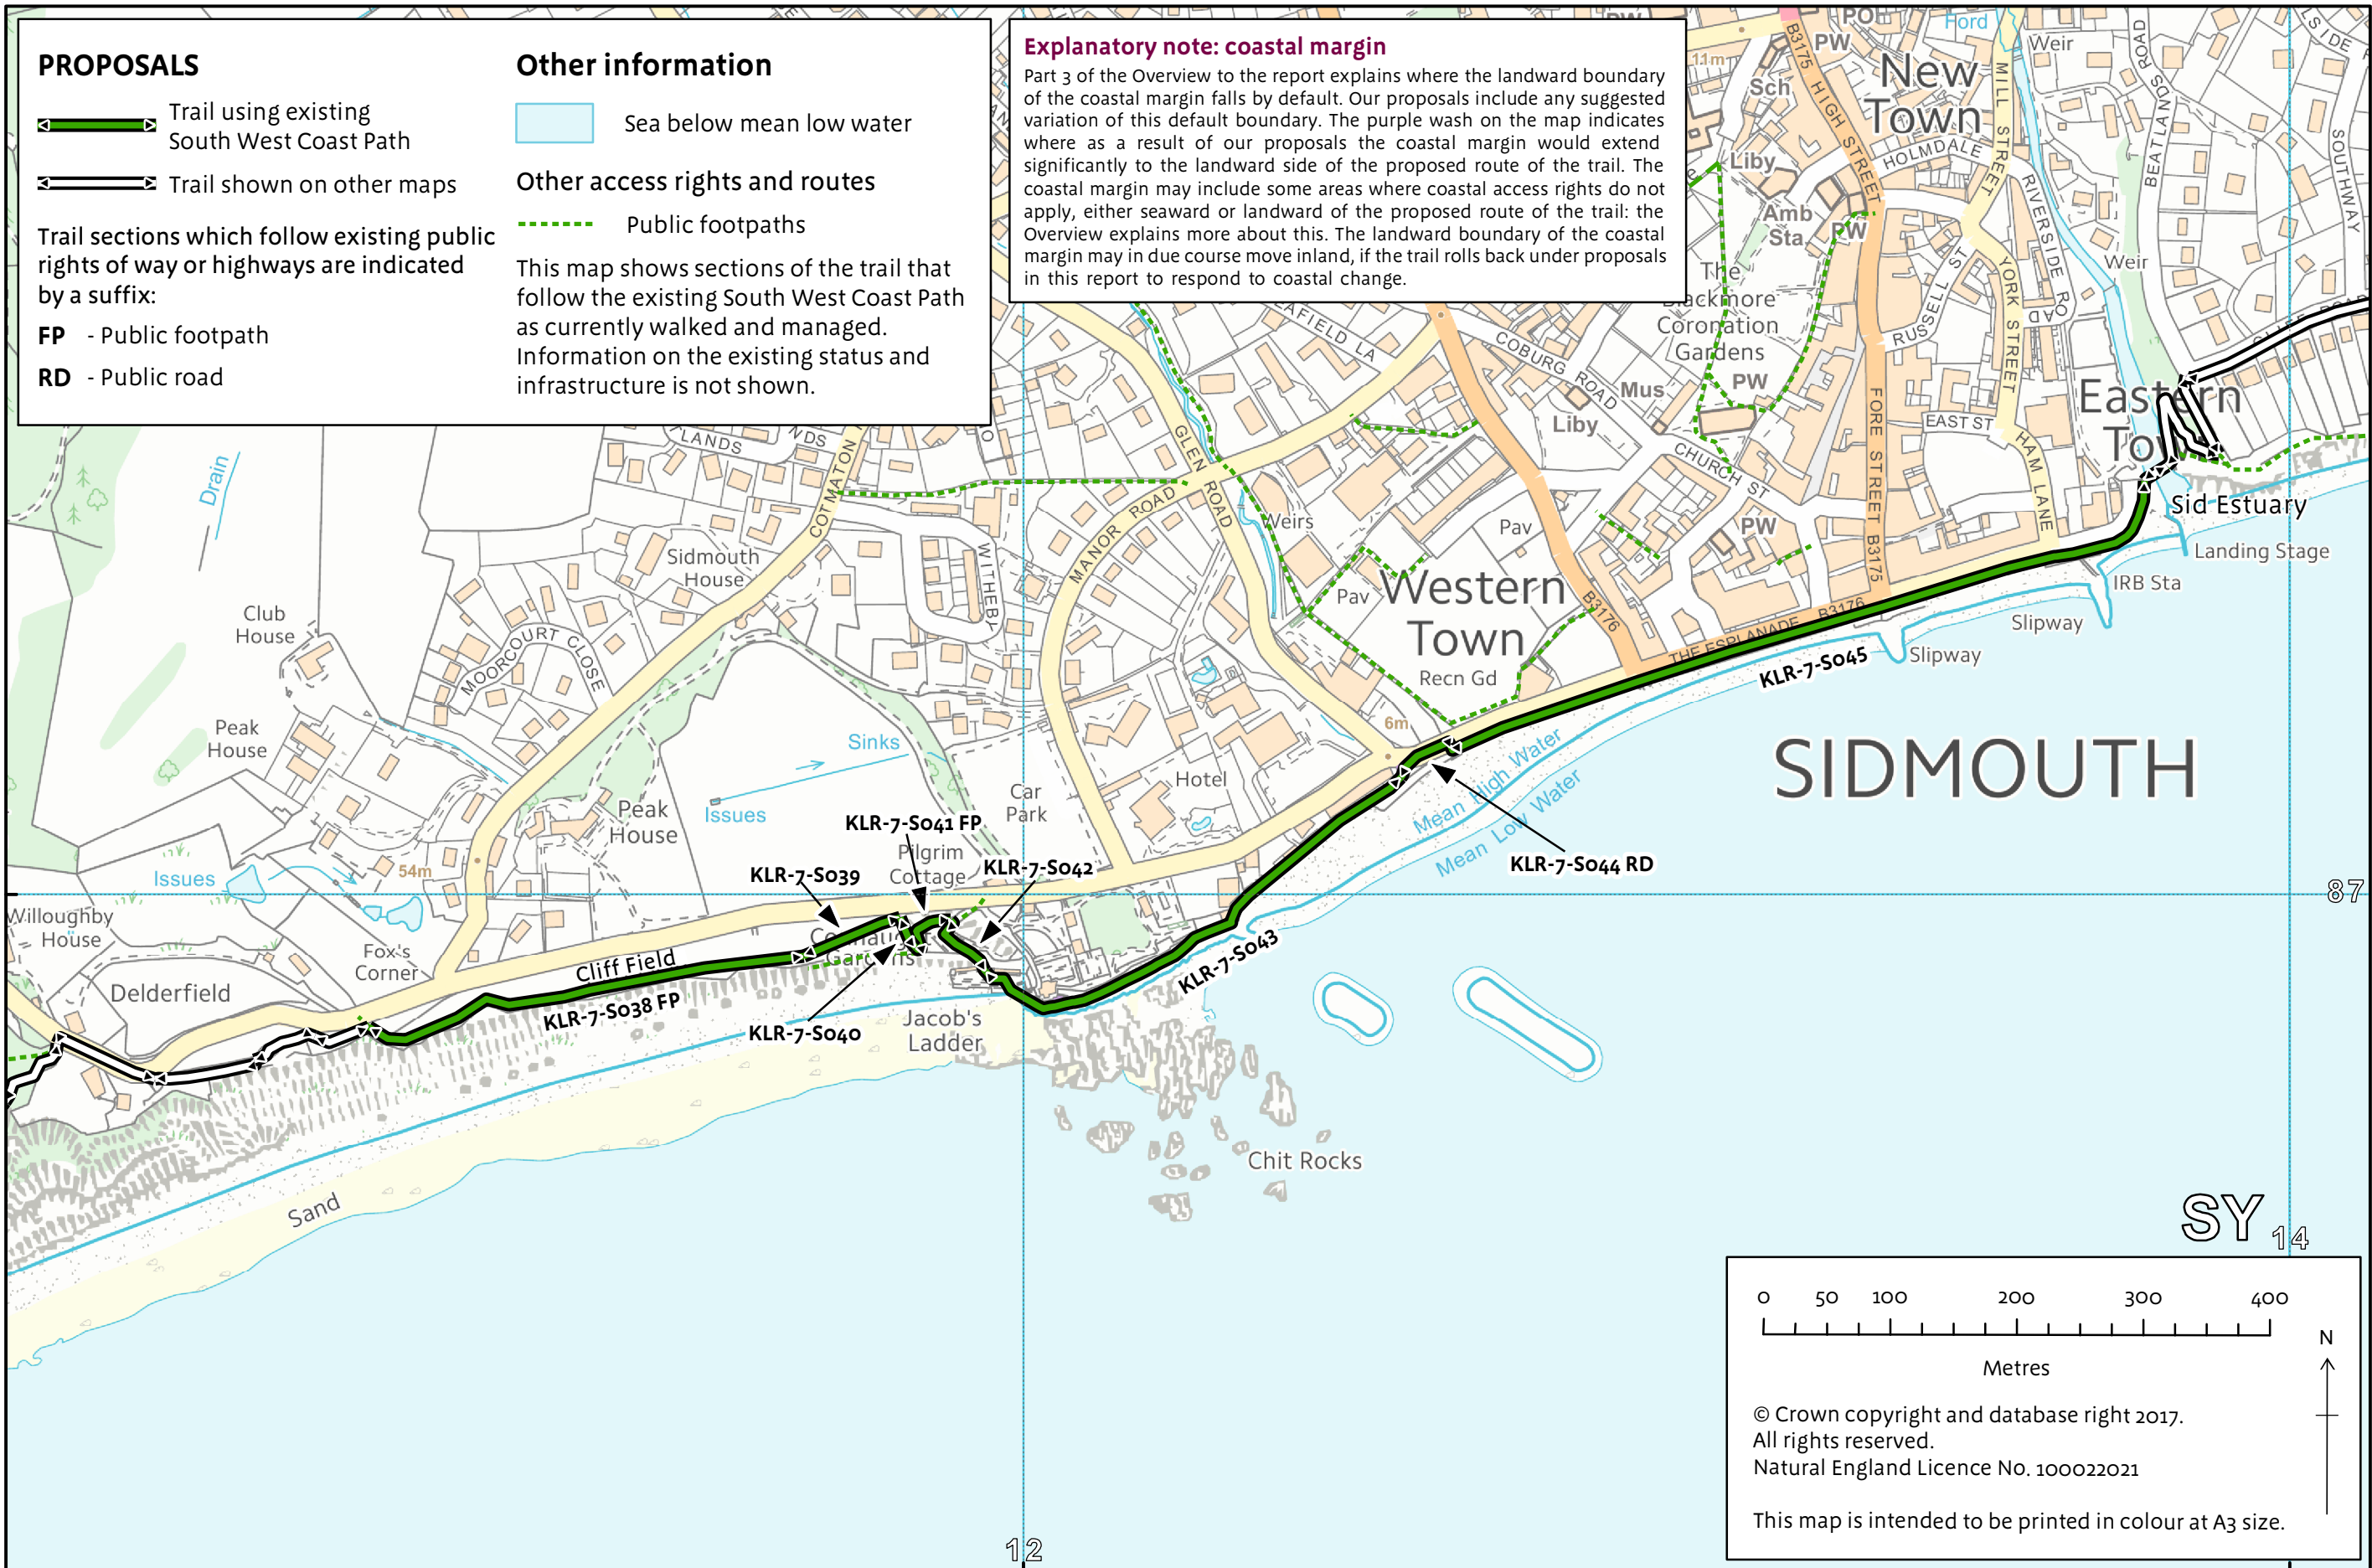 PROPOSALS
Trail using existing
South West Coast Path
Trail shown on other maps
Trail sections which follow existing public
rights of way or highways are indicated
by a suffix:
FP - Public footpath
RD - Public road
Other information
Sea below mean low water
Other access rights and routes
Public footpaths
This map shows sections of the trail that
follow the existing South West Coast Path
as currently walked and managed.
Information on the existing status and
infrastructure is not shown.
Explanatory note: coastal margin
Part 3 of the Overview to the report explains where the landward boundary
of the coastal margin falls by default. Our proposals include any suggested
variation of this default boundary. The purple wash on the map indicates
where as a result of our proposals the coastal margin would extend
significantly to the landward side of the proposed route of the trail. The
coastal margin may include some areas where coastal access rights do not
apply, either seaward or landward of the proposed route of the trail: the
Overview explains more about this. The landward boundary of the coastal
margin may in due course move inland, if the trail rolls back under proposals
in this report to respond to coastal change.
PO
PW
11m
Sch
B3175
HIGH STREET
New
Town
MILL STREET
Ford
Weir
BEATLANDS ROAD
SOUTHWAY
HOLMDALE
Liby
Amb
Sta
PW
RIVERSIDE RO
AD
Weir
The
Blackmore
Coronation
Gardens
PW
RUSSELL ST
YORK STREET
COBURG ROAD
Mus
Liby
CHURCH ST
FORE STREET
B3175
EAST ST
HAM LANE
Eastern
Town
Sid Estuary
Landing Stage
IRB Sta
Slipway
Slipway
LANDS
NDS
COTMATON
Drain
GLEN
ROAD
MANOR ROAD
Weirs
Pav
PW
Pav
Western
Town
B3176
Recn Gd
THE ESPLANADE
B3176
KLR-7-S045
Sidmouth
House
WITHEBY
Club
House
MOORCOURT CLOSE
Peak
House
Sinks
Issues
Peak
House
Car
Park
Hotel
6m
Mean High Water
Mean Low Water
SIDMOUTH
KLR-7-S044 RD
KLR-7-S041 FP
Pilgrim
Cottage
KLR-7-S039
KLR-7-S042
54m
Issues
87
Willoughby
House
Fox's
Corner
Cliff Field
Connaught
Gardens
Delderfield
KLR-7-S038 FP
KLR-7-S040
KLR-7-S043
Jacob's
Ladder
Chit Rocks
Sand
SY
14
12
0 50 100 200 300 400
Metres
N
© Crown copyright and database right 2017.
All rights reserved.
Natural England Licence No. 100022021
This map is intended to be printed in colour at A3 size.